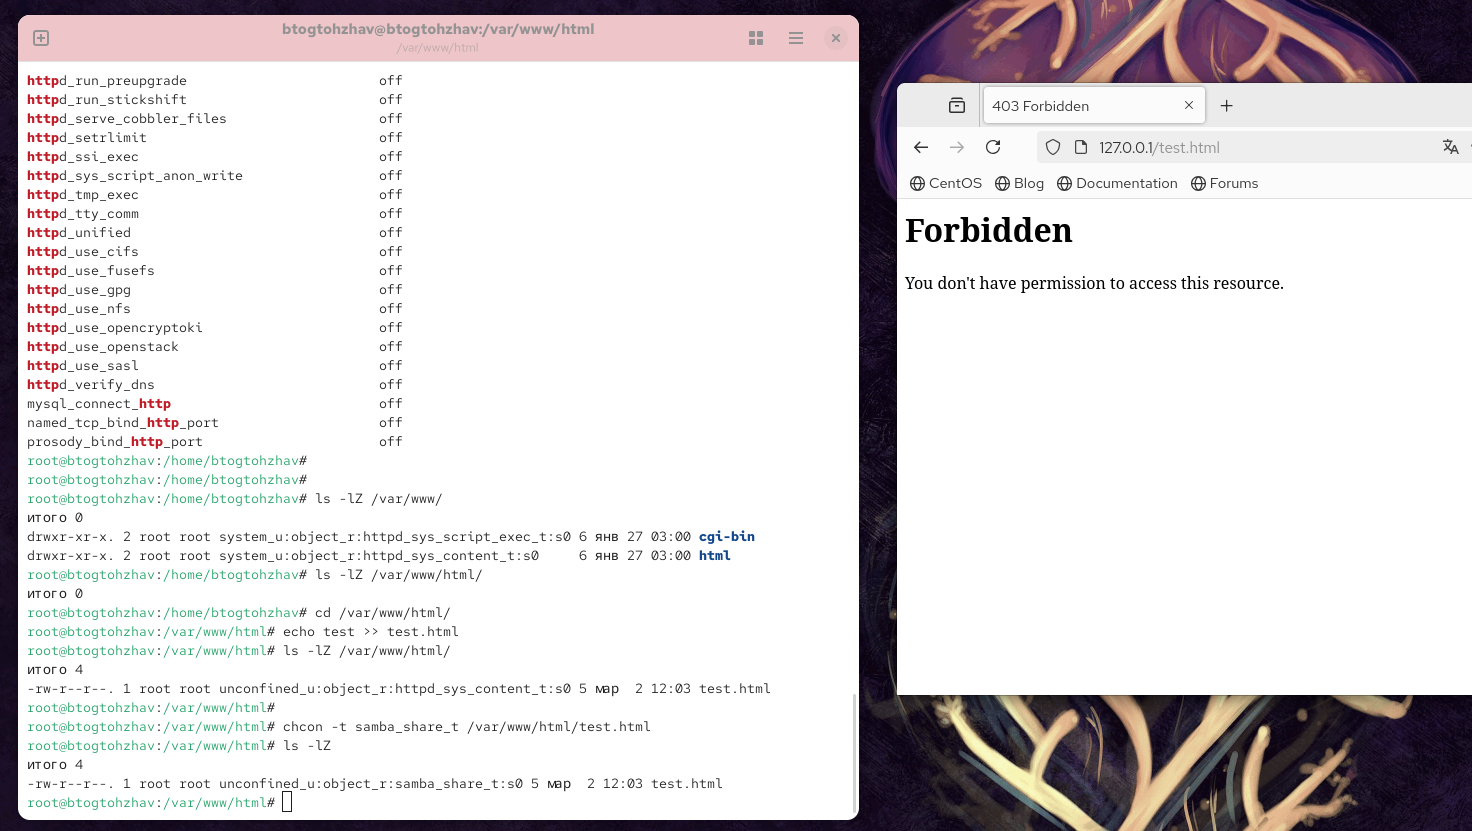 btogtohzhav@btogtohzhav:/var/www/html
/var/www/html
httpd_run_preupgrade off
httpd_run_stickshift off
httpd_serve_cobbler_files off
httpd_setrlimit off
httpd_ssi_exec off
httpd_sys_script_anon_write off
httpd_tmp_exec off
httpd_tty_comm off
httpd_unified off
httpd_use_cifs off
httpd_use_fusefs off
httpd_use_gpg off
httpd_use_nfs off
httpd_use_opencryptoki off
httpd_use_openstack off
httpd_use_sasl off
httpd_verify_dns off
mysql_connect_http off
named_tcp_bind_http_port off
prosody_bind_http_port off
root@btogtohzhav:/home/btogtohzhav#
root@btogtohzhav:/home/btogtohzhav#
root@btogtohzhav:/home/btogtohzhav# ls -lZ /var/www/
итого 0
drwxr-xr-x. 2 root root system_u:object_r:httpd_sys_script_exec_t:s0 6 янв 27 03:00 cgi-bin
drwxr-xr-x. 2 root root system_u:object_r:httpd_sys_content_t:s0 6 янв 27 03:00 html
root@btogtohzhav:/home/btogtohzhav# ls -lZ /var/www/html/
итого 0
root@btogtohzhav:/home/btogtohzhav# cd /var/www/html/
root@btogtohzhav:/var/www/html# echo test >> test.html
root@btogtohzhav:/var/www/html# ls -lZ /var/www/html/
итого 4
-rw-r--r--. 1 root root unconfined_u:object_r:httpd_sys_content_t:s0 5 мар 2 12:03 test.html
root@btogtohzhav:/var/www/html#
root@btogtohzhav:/var/www/html# chcon -t samba_share_t /var/www/html/test.html
root@btogtohzhav:/var/www/html# ls -lZ
итого 4
-rw-r--r--. 1 root root unconfined_u:object_r:samba_share_t:s0 5 мар 2 12:03 test.html
root@btogtohzhav:/var/www/html#
403 Forbidden
127.0.0.1/test.html
CentOS Blog Documentation Forums
Forbidden
You don't have permission to access this resource.